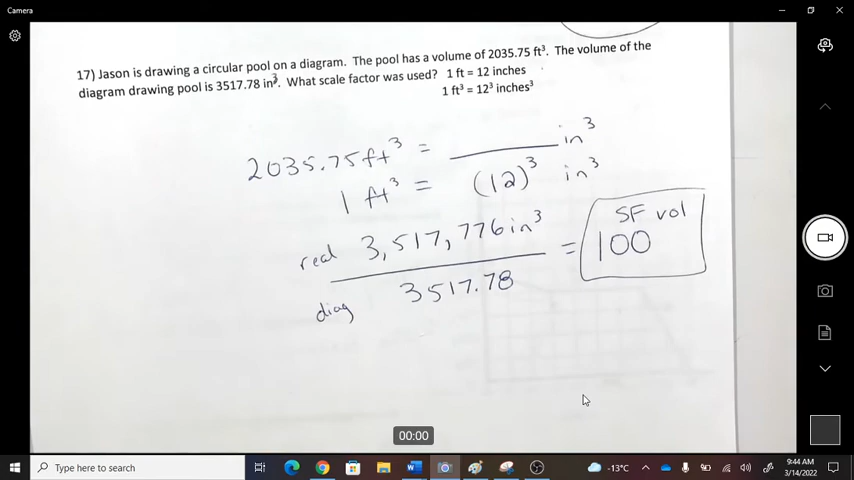 Camera
17) Jason is drawing a circular pool on a diagram. The pool has a volume of 2035.75 ft³. The volume of the
diagram drawing pool is 3517.78 in³. What scale factor was used? 1 ft = 12 inches
1 ft³ = 12³ inches³
2035.75 ft³ = ______ in³
1 ft³ = (12)³ in³
real 3,517,776 in³
diag 3517.78
= SF vol
100
00:00
Type here to search
-13°C
9:44 AM
3/14/2022